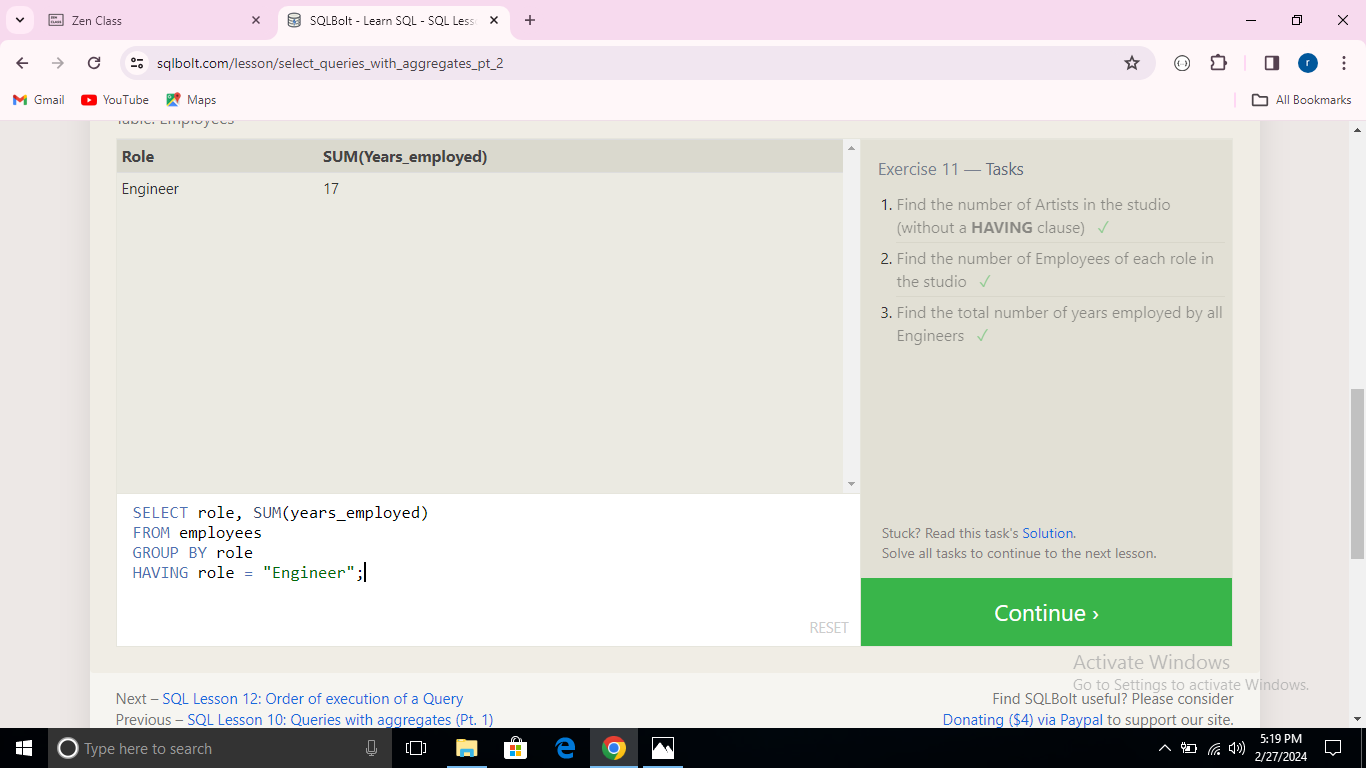 Zen Class
SQLBolt - Learn SQL - SQL Less
sqlbolt.com/lesson/select_queries_with_aggregates_pt_2
r
Gmail
YouTube
Maps
All Bookmarks
Table: Employees
Role SUM(Years_employed)
Engineer 17
Exercise 11 — Tasks
1. Find the number of Artists in the studio
(without a HAVING clause) ✓
2. Find the number of Employees of each role in
the studio ✓
3. Find the total number of years employed by all
Engineers ✓
Stuck? Read this task's Solution.
Solve all tasks to continue to the next lesson.
Continue ›
SELECT role, SUM(years_employed)
FROM employees
GROUP BY role
HAVING role = "Engineer";
RESET
Activate Windows
Go to Settings to activate Windows.
Next – SQL Lesson 12: Order of execution of a Query
Previous – SQL Lesson 10: Queries with aggregates (Pt. 1)
Find SQLBolt useful? Please consider
Donating ($4) via Paypal to support our site.
Type here to search
5:19 PM
2/27/2024